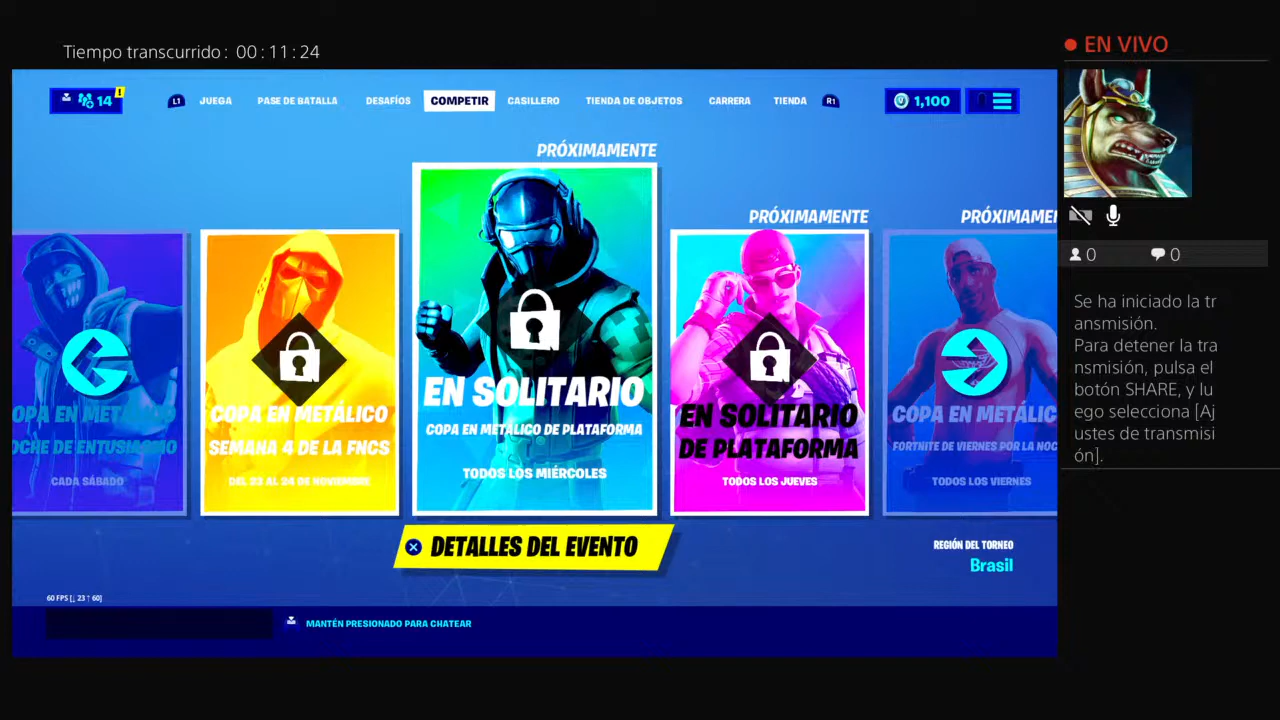 Tiempo transcurrido: 00:11:24
EN VIVO
14
!
L1
JUEGA
PASE DE BATALLA
DESAFÍOS
COMPETIR
CASILLERO
TIENDA DE OBJETOS
CARRERA
TIENDA
R1
1,100
COPA EN METÁLICO
SEMANA 4 DE LA FNCS
DEL 23 AL 24 DE NOVIEMBRE
PRÓXIMAMENTE
EN SOLITARIO
COPA EN METÁLICO DE PLATAFORMA
TODOS LOS MIÉRCOLES
PRÓXIMAMENTE
EN SOLITARIO
DE PLATAFORMA
TODOS LOS JUEVES
PRÓXIMAMEN
COPA EN METÁLIC
FORTNITE DE VIERNES POR LA NOC
TODOS LOS VIERNES
OPA EN METÁLICO
OCHE DE ENTUSIASMO
CADA SÁBADO
DETALLES DEL EVENTO
REGIÓN DEL TORNEO
Brasil
60 FPS [↓ 23 ↑ 60]
MANTÉN PRESIONADO PARA CHATEAR
0
0
Se ha iniciado la tr
ansmisión.
Para detener la tra
nsmisión, pulsa el
botón SHARE, y lu
ego selecciona [Aj
ustes de transmisi
ón].